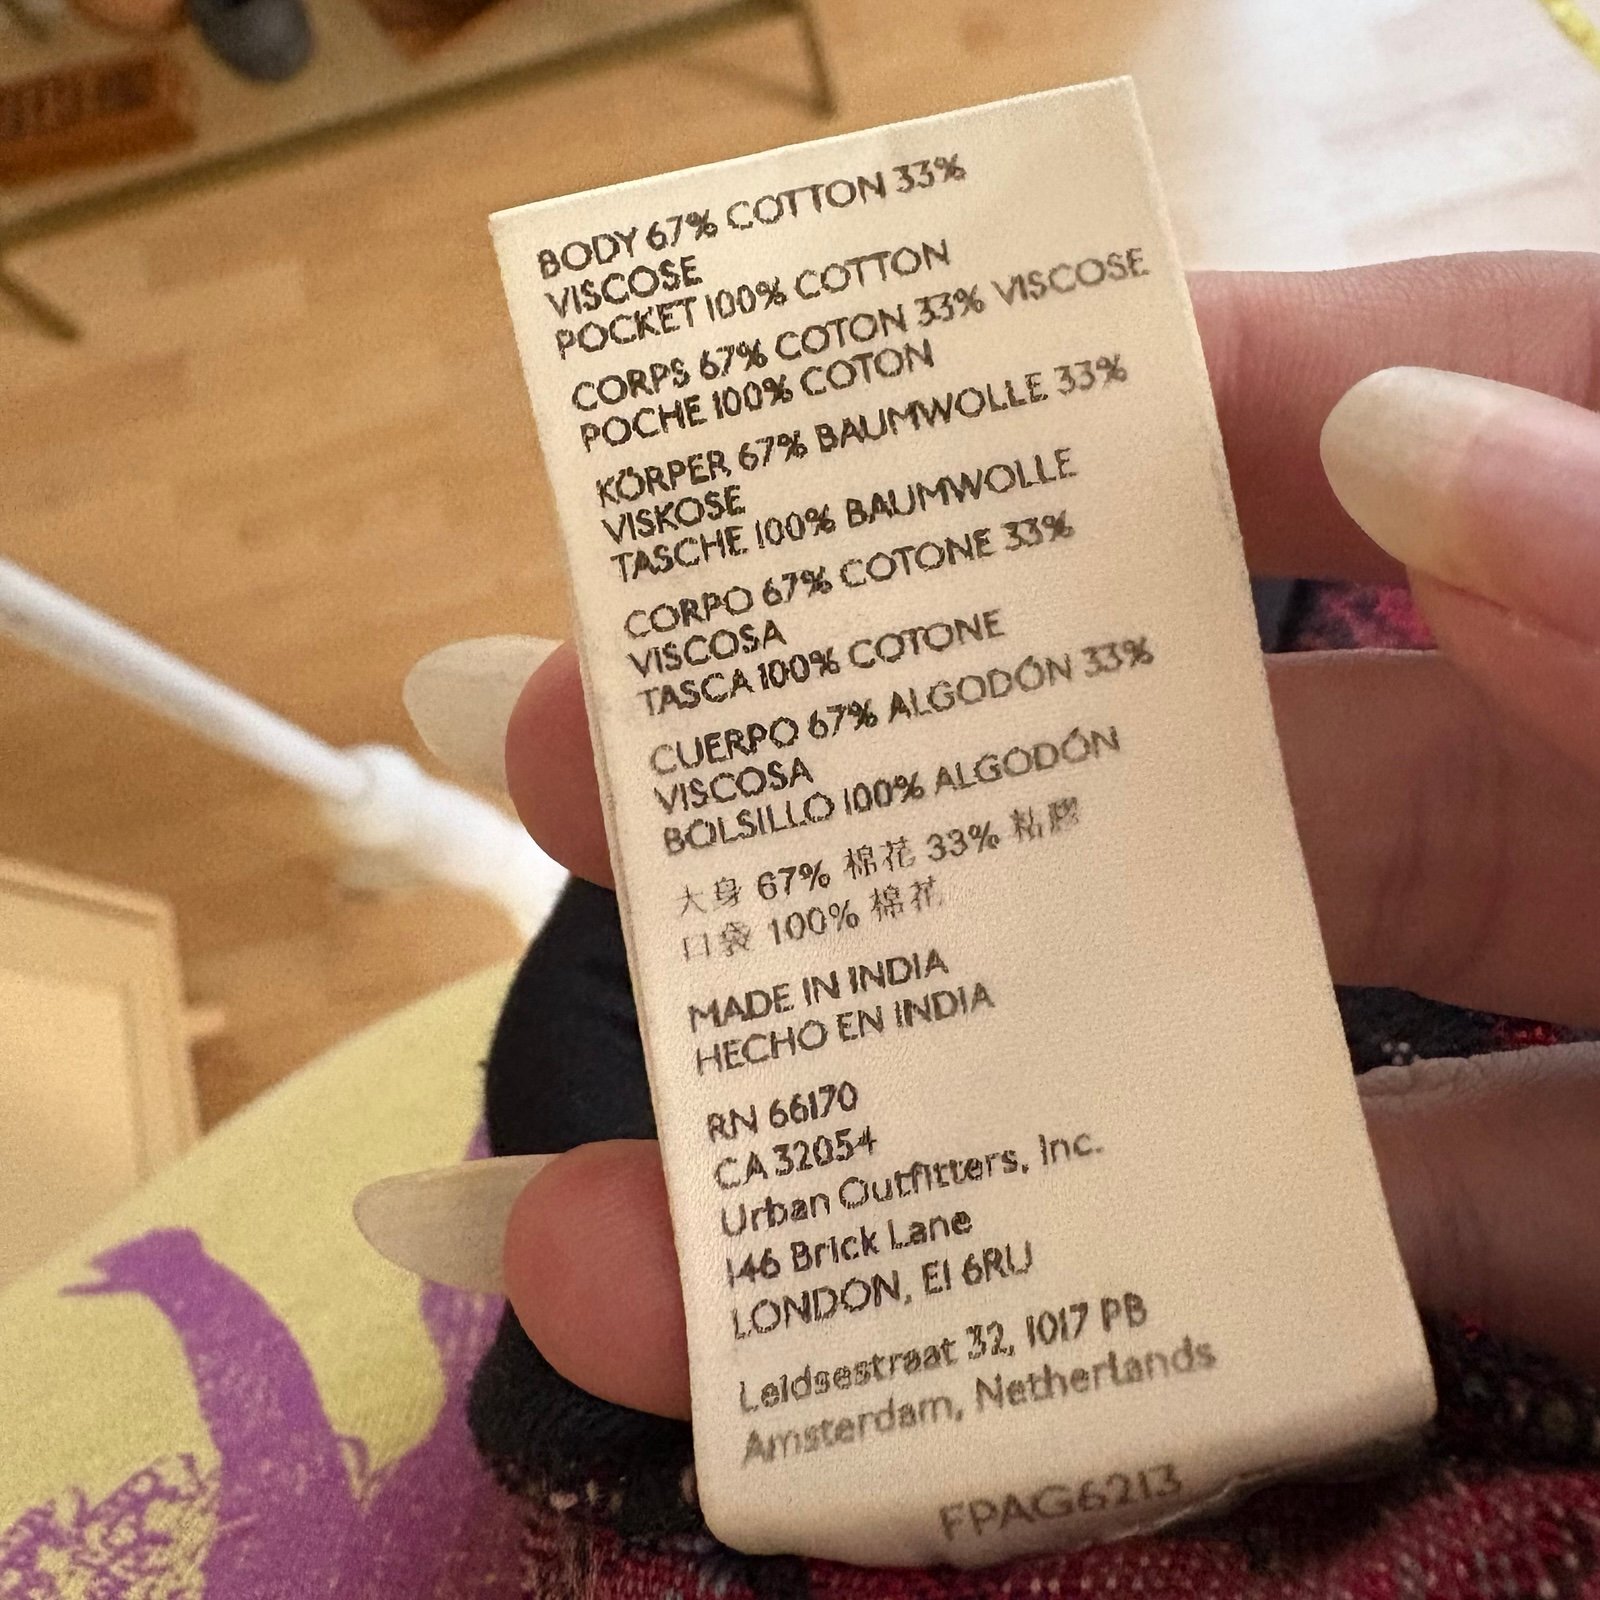 BODY 67% COTTON 33%
VISCOSE
POCKET 100% COTTON
CORPS 67% COTON 33% VISCOSE
POCHE 100% COTON
KÖRPER 67% BAUMWOLLE 33%
VISKOSE
TASCHE 100% BAUMWOLLE
CORPO 67% COTONE 33%
VISCOSA
TASCA 100% COTONE
CUERPO 67% ALGODÓN 33%
VISCOSA
BOLSILLO 100% ALGODÓN
大身 67% 棉花 33% 粘膠
口袋 100% 棉花
MADE IN INDIA
HECHO EN INDIA
RN 66170
CA 32054
Urban Outfitters, Inc.
146 Brick Lane
LONDON, E1 6RU
Leidsestraat 32, 1017 PB
Amsterdam, Netherlands
FPAG6213